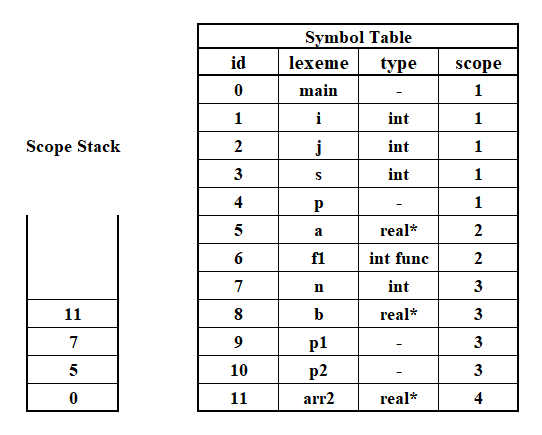 Symbol Table
id lexeme type scope
0 main - 1
1 i int 1
2 j int 1
Scope Stack
3 s int 1
4 p - 1
5 a real* 2
6 f1 int func 2
7 n int 3
11
8 b real* 3
7
9 p1 - 3
5
10 p2 - 3
0
11 arr2 real* 4